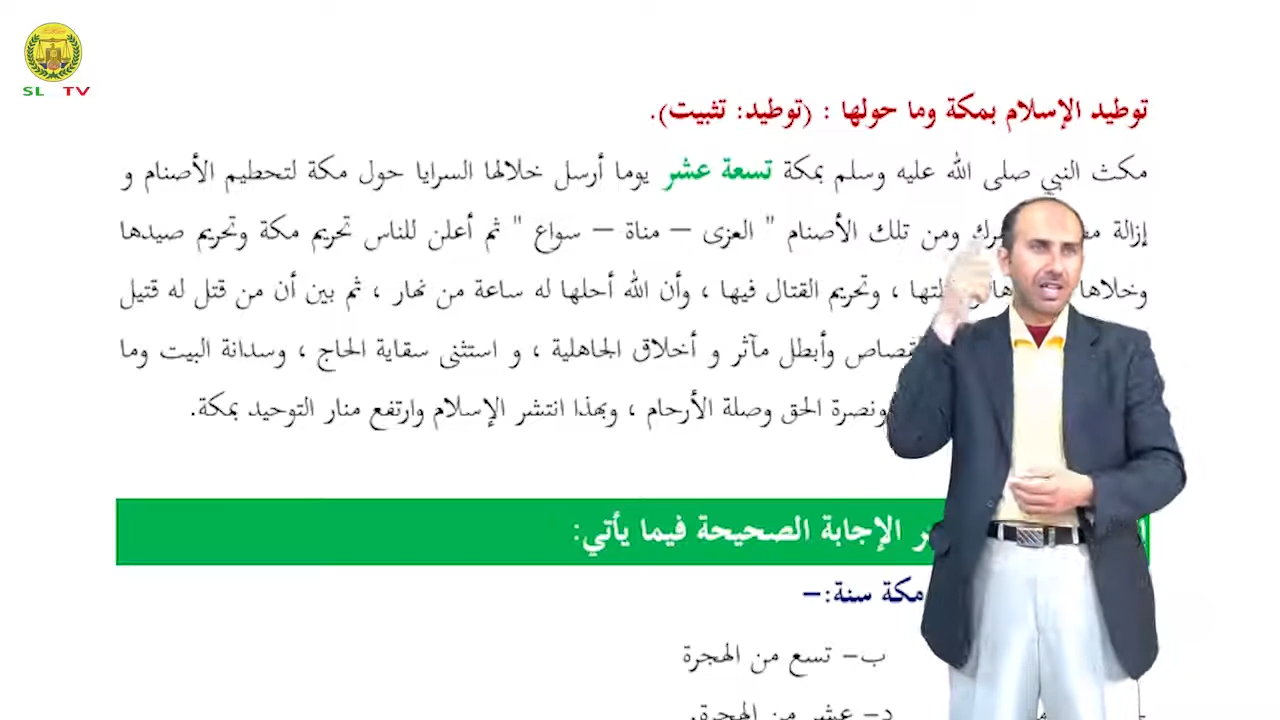 SL TV
توطيد الإسلام بمكة وما حولها : (توطيد: تثبيت).
مكث النبي صلى الله عليه وسلم بمكة تسعة عشر يوما أرسل خلالها السرايا حول مكة لتحطيم الأصنام و
إزالة ومن تلك الأصنام " العزى – مناة – سواع " ثم أعلن للناس تحريم مكة وتحريم صيدها
وخلاها ، وتحريم القتال فيها ، وأن الله أحلها له ساعة من نهار ، ثم بين أن من قتل له قتيل
وأبطل مآثر و أخلاق الجاهلية ، و استثنى سقاية الحاج ، وسدانة البيت وما
ونصرة الحق وصلة الأرحام ، وبهذا انتشر الإسلام وارتفع منار التوحيد بمكة.
الإجابة الصحيحة فيما يأتي:
مكة سنة:–
ب– تسع من الهجرة
د– عشر من الهجرة.